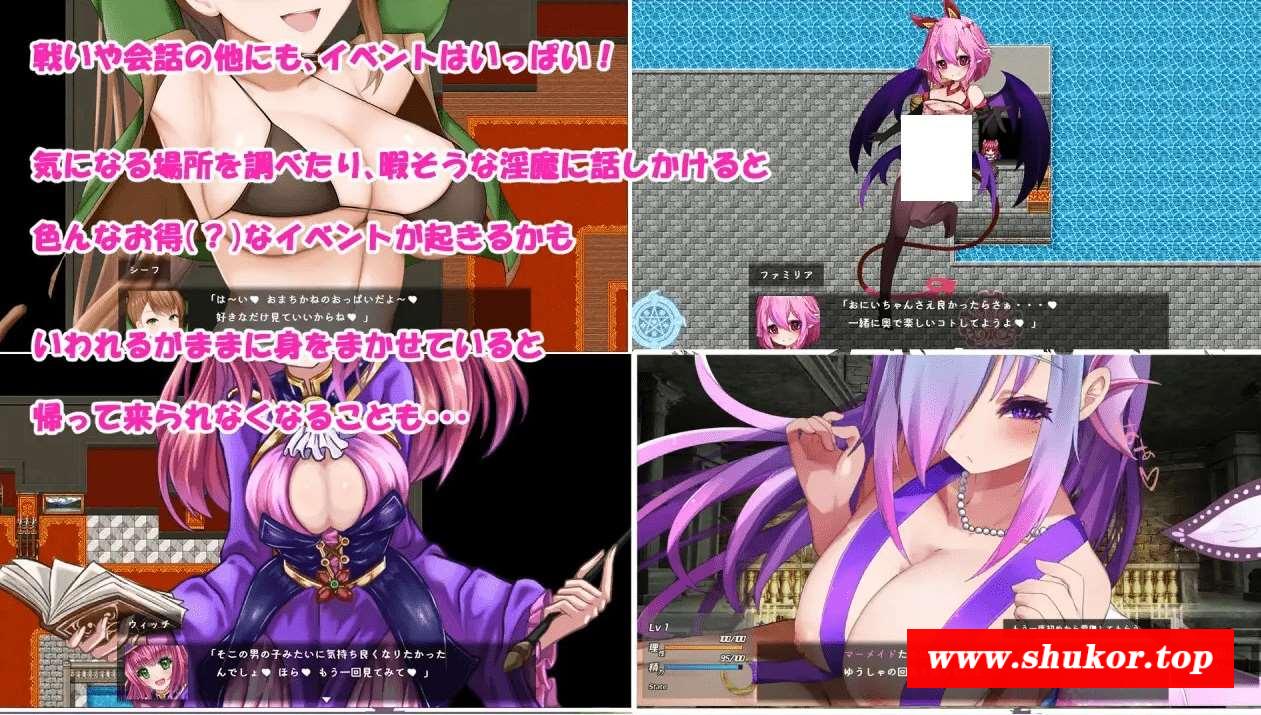 戦いや会話の他にも、イベントはいっぱい！
気になる場所を調べたり、暇そうな淫魔に話しかけると
色んなお得(？)なイベントが起きるかも
シーフ
「は〜い♥ おまちかねのおっぱいだよ〜♥
好きなだけ見ていいからね♥ 」
いわれるがままに身をまかせていると
帰って来られなくなることも・・・
ファミリア
「おにいちゃんさえ良かったらさぁ・・・♥
一緒に奥で楽しいコトしてようよ♥ 」
ウィッチ
「そこの男の子みたいに気持ち良くなりたかった
んでしょ♥ ほら♥ もう一回見てみて♥ 」
Lv 1
理性
100/100
精力
95/100
State
マーメイドた
ゆうしゃの回
www.shukor.top